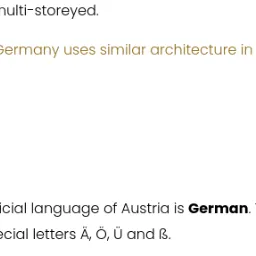 multi-storeyed.
Germany uses similar architecture in
icial language of Austria is German.
ecial letters Ä, Ö, Ü and ß.